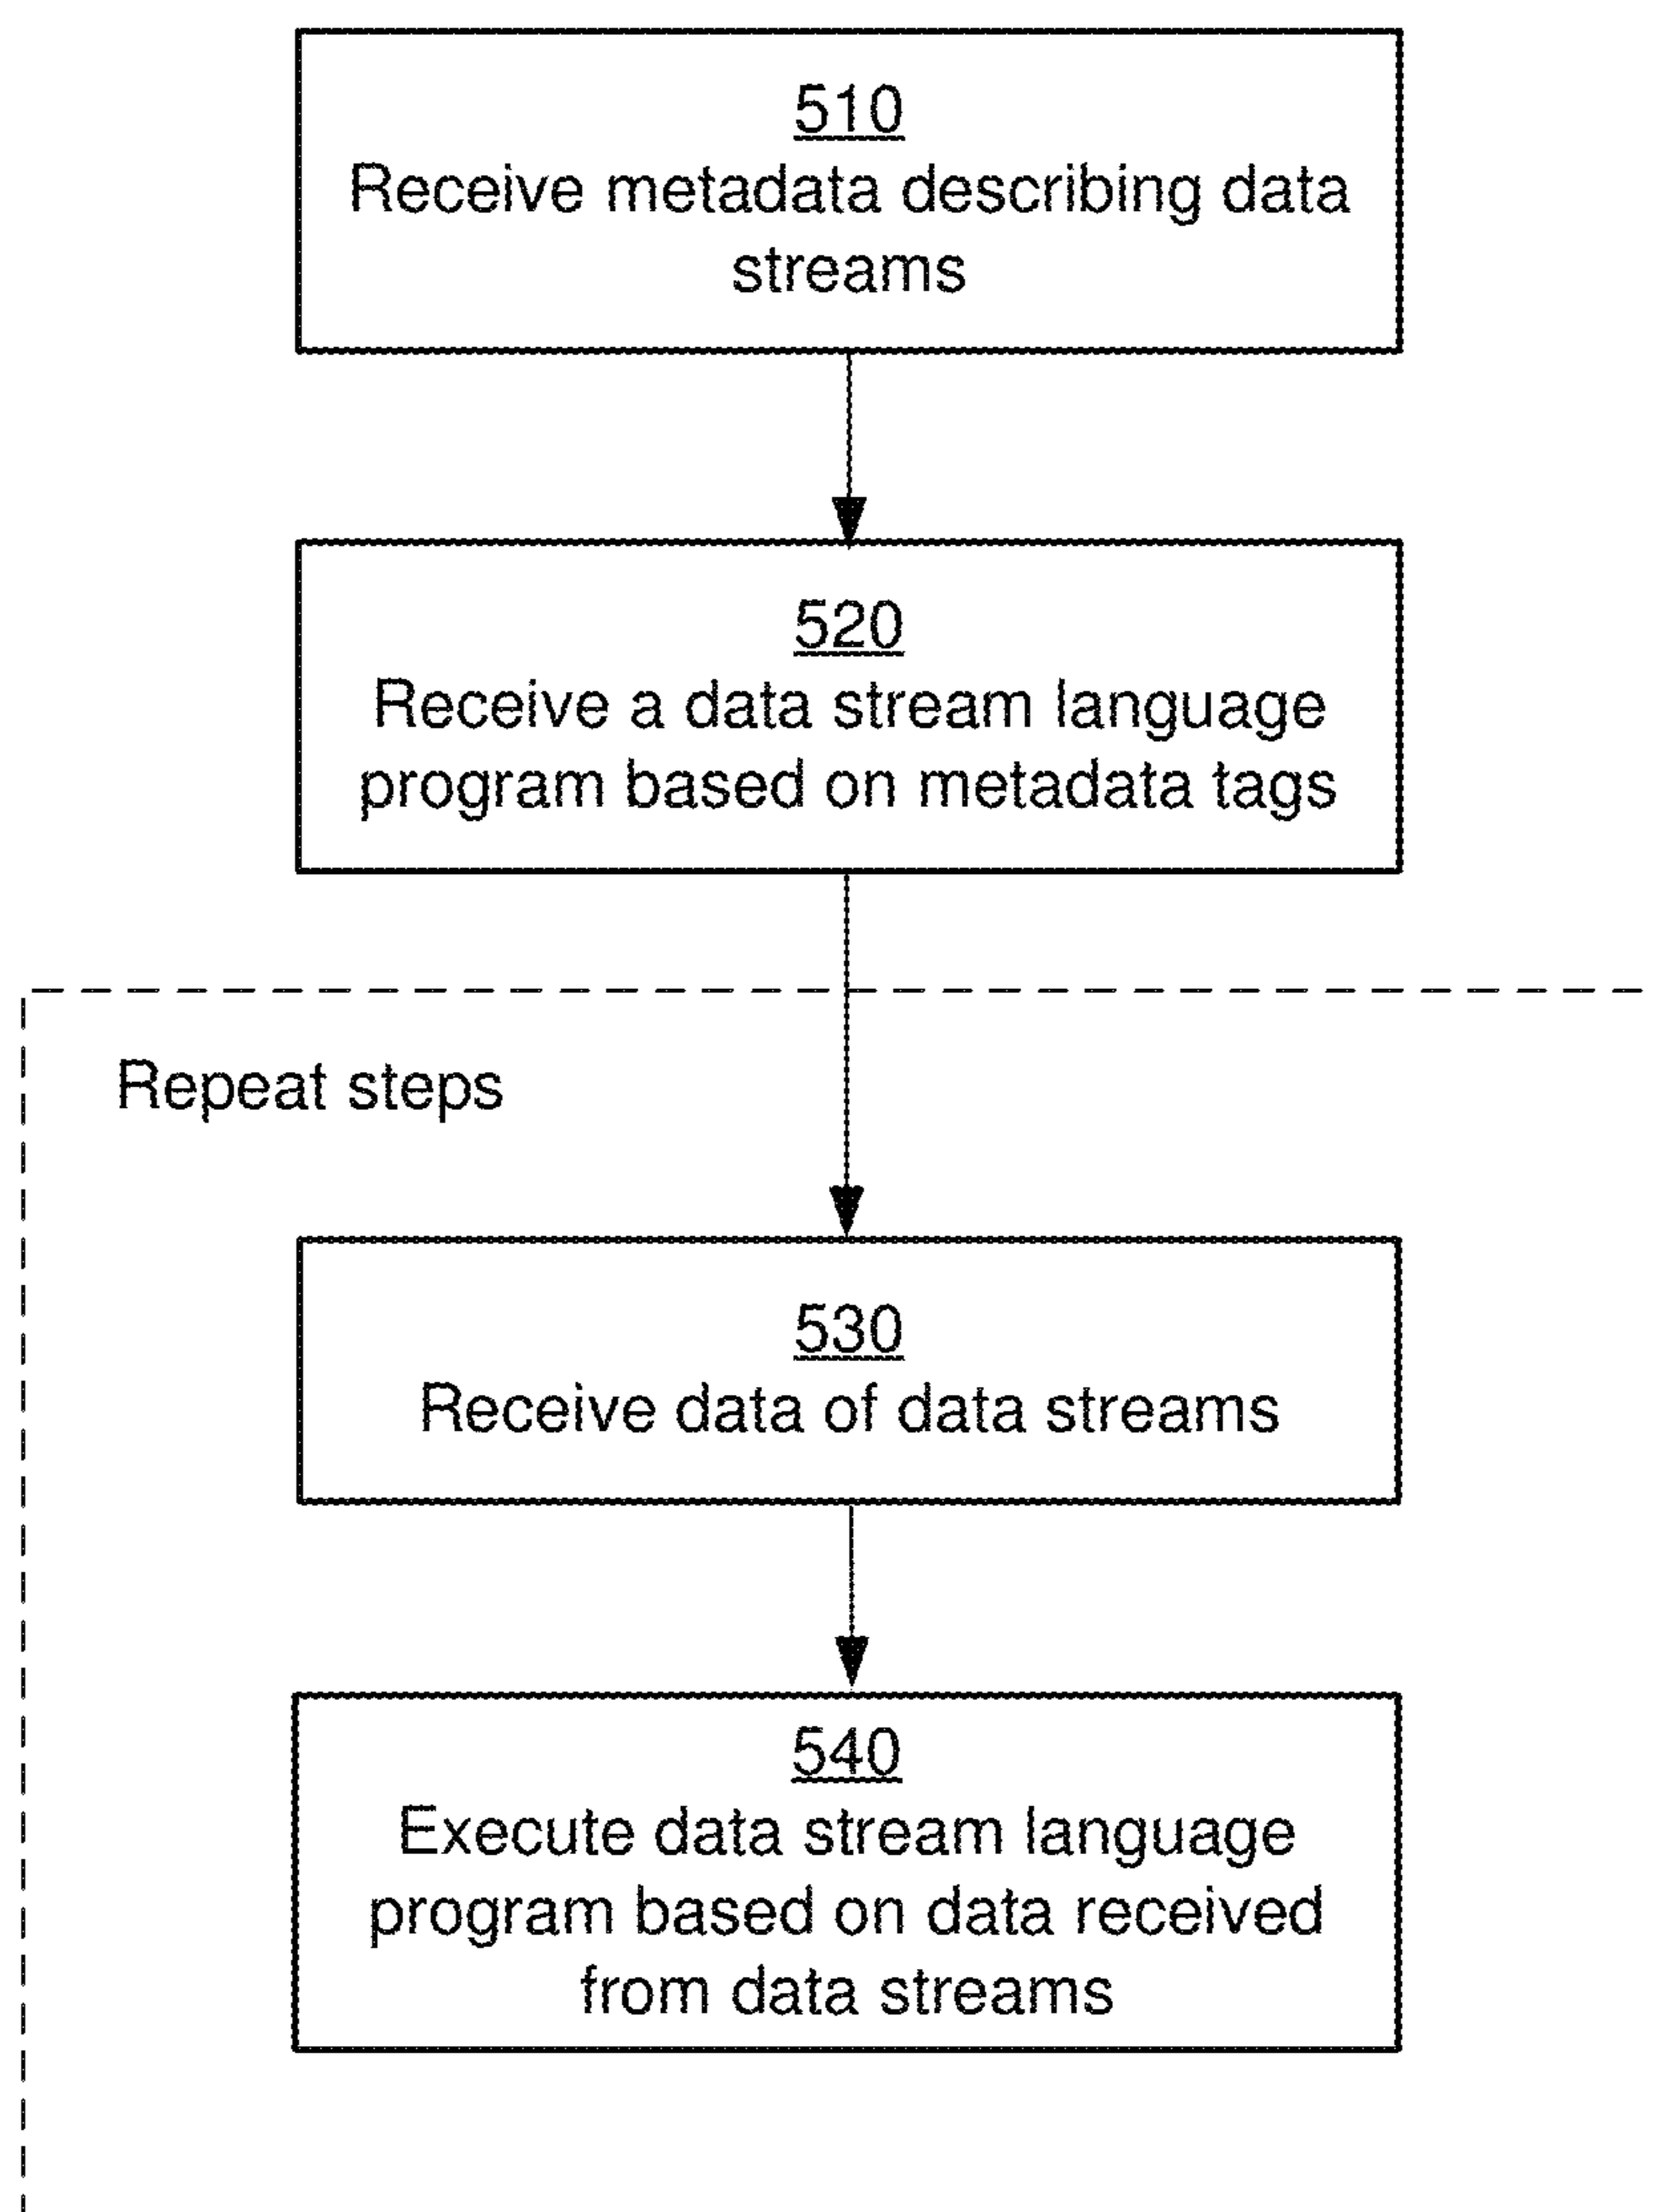 510
Receive metadata describing data
streams
520
Receive a data stream language
program based on metadata tags
Repeat steps
530
Receive data of data streams
540
Execute data stream language
program based on data received
from data streams